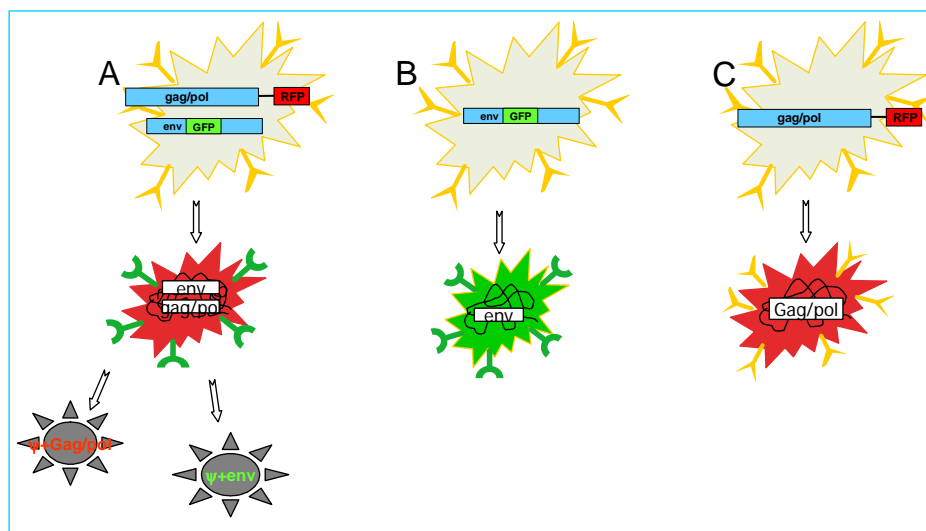 A
gag/pol
RFP
env
GFP
B
env
GFP
C
gag/pol
RFP
env
gag/pol
env
Gag/pol
ψ+Gag/pol
ψ+env